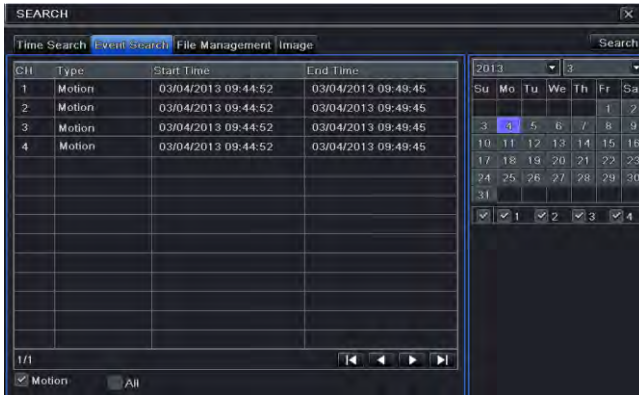 SEARCH
Time Search Event Search File Management Image
Search
CH Type Start Time End Time
1 Motion 03/04/2013 09:44:52 03/04/2013 09:49:45
2 Motion 03/04/2013 09:44:52 03/04/2013 09:49:45
3 Motion 03/04/2013 09:44:52 03/04/2013 09:49:45
4 Motion 03/04/2013 09:44:52 03/04/2013 09:49:45
1/1
Motion All
2013 3
Su Mo Tu We Th Fr Sa
1 2
3 4 5 6 7 8 9
10 11 12 13 14 15 16
17 18 19 20 21 22 23
24 25 26 27 28 29 30
31
1 2 3 4